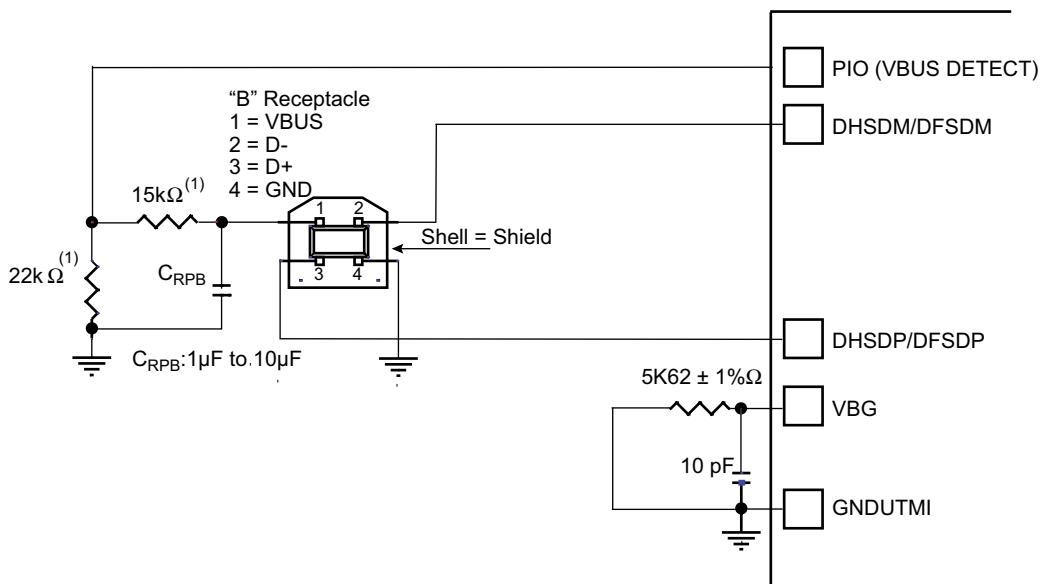 PIO (VBUS DETECT)
"B" Receptacle
1 = VBUS
2 = D-
3 = D+
4 = GND
DHSDM/DFSDM
15kΩ(1)
1 2
Shell = Shield
22k Ω(1)
CRPB
3 4
CRPB:1µF to 10µF
DHSDP/DFSDP
5K62 ± 1%Ω
VBG
10 pF
GNDUTMI